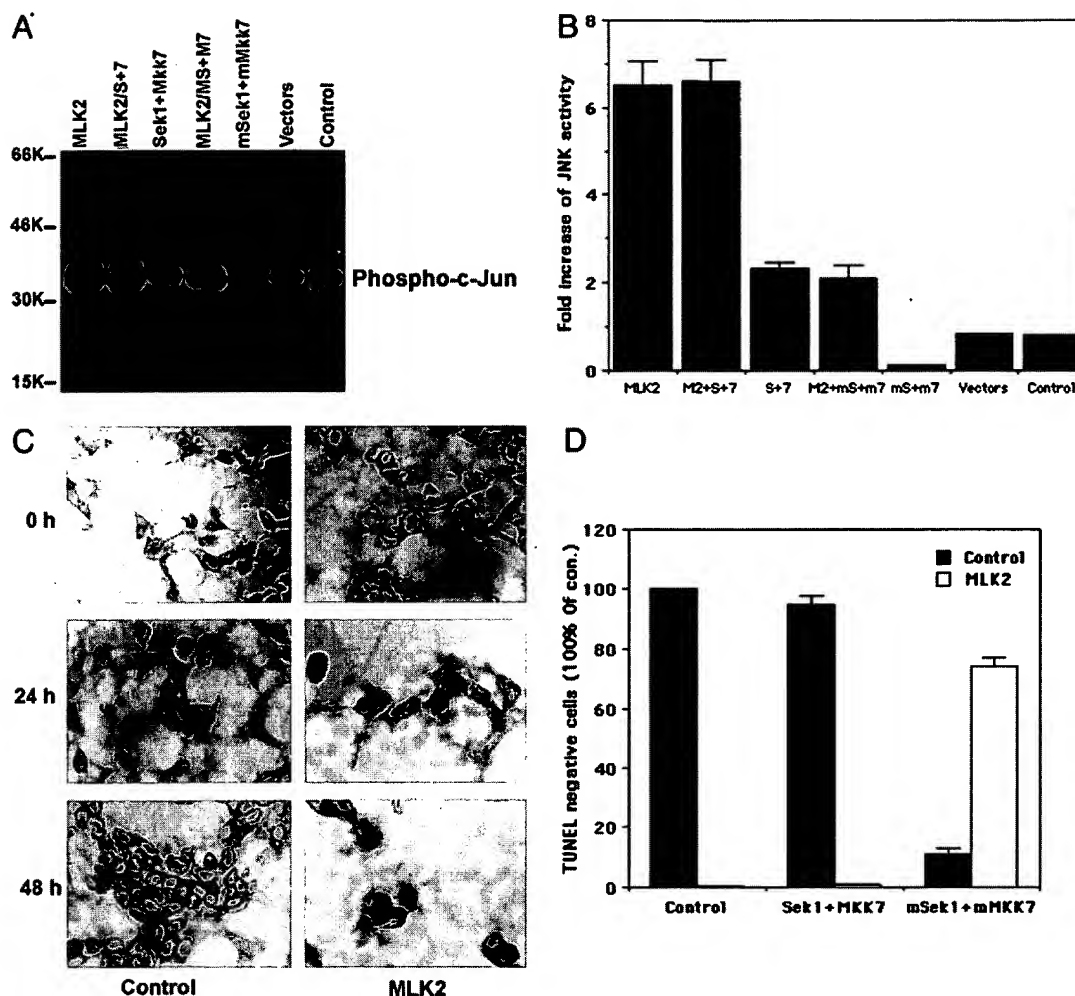 A
MLK2
MLK2/S+7
Sek1+Mkk7
MLK2/MS+M7
mSek1+mMkk7
Vectors
Control
66K
46K
30K
15K
Phospho-c-Jun
B
Fold increase of JNK activity
8
6
4
2
0
MLK2
M2+S+7
S+7
M2+mS+m7
mS+m7
Vectors
Control
C
0 h
24 h
48 h
Control
MLK2
D
TUNEL negative cells (100% Of con.)
120
100
80
60
40
20
0
Control
MLK2
Control
Sek1+MKK7
mSek1+mMKK7